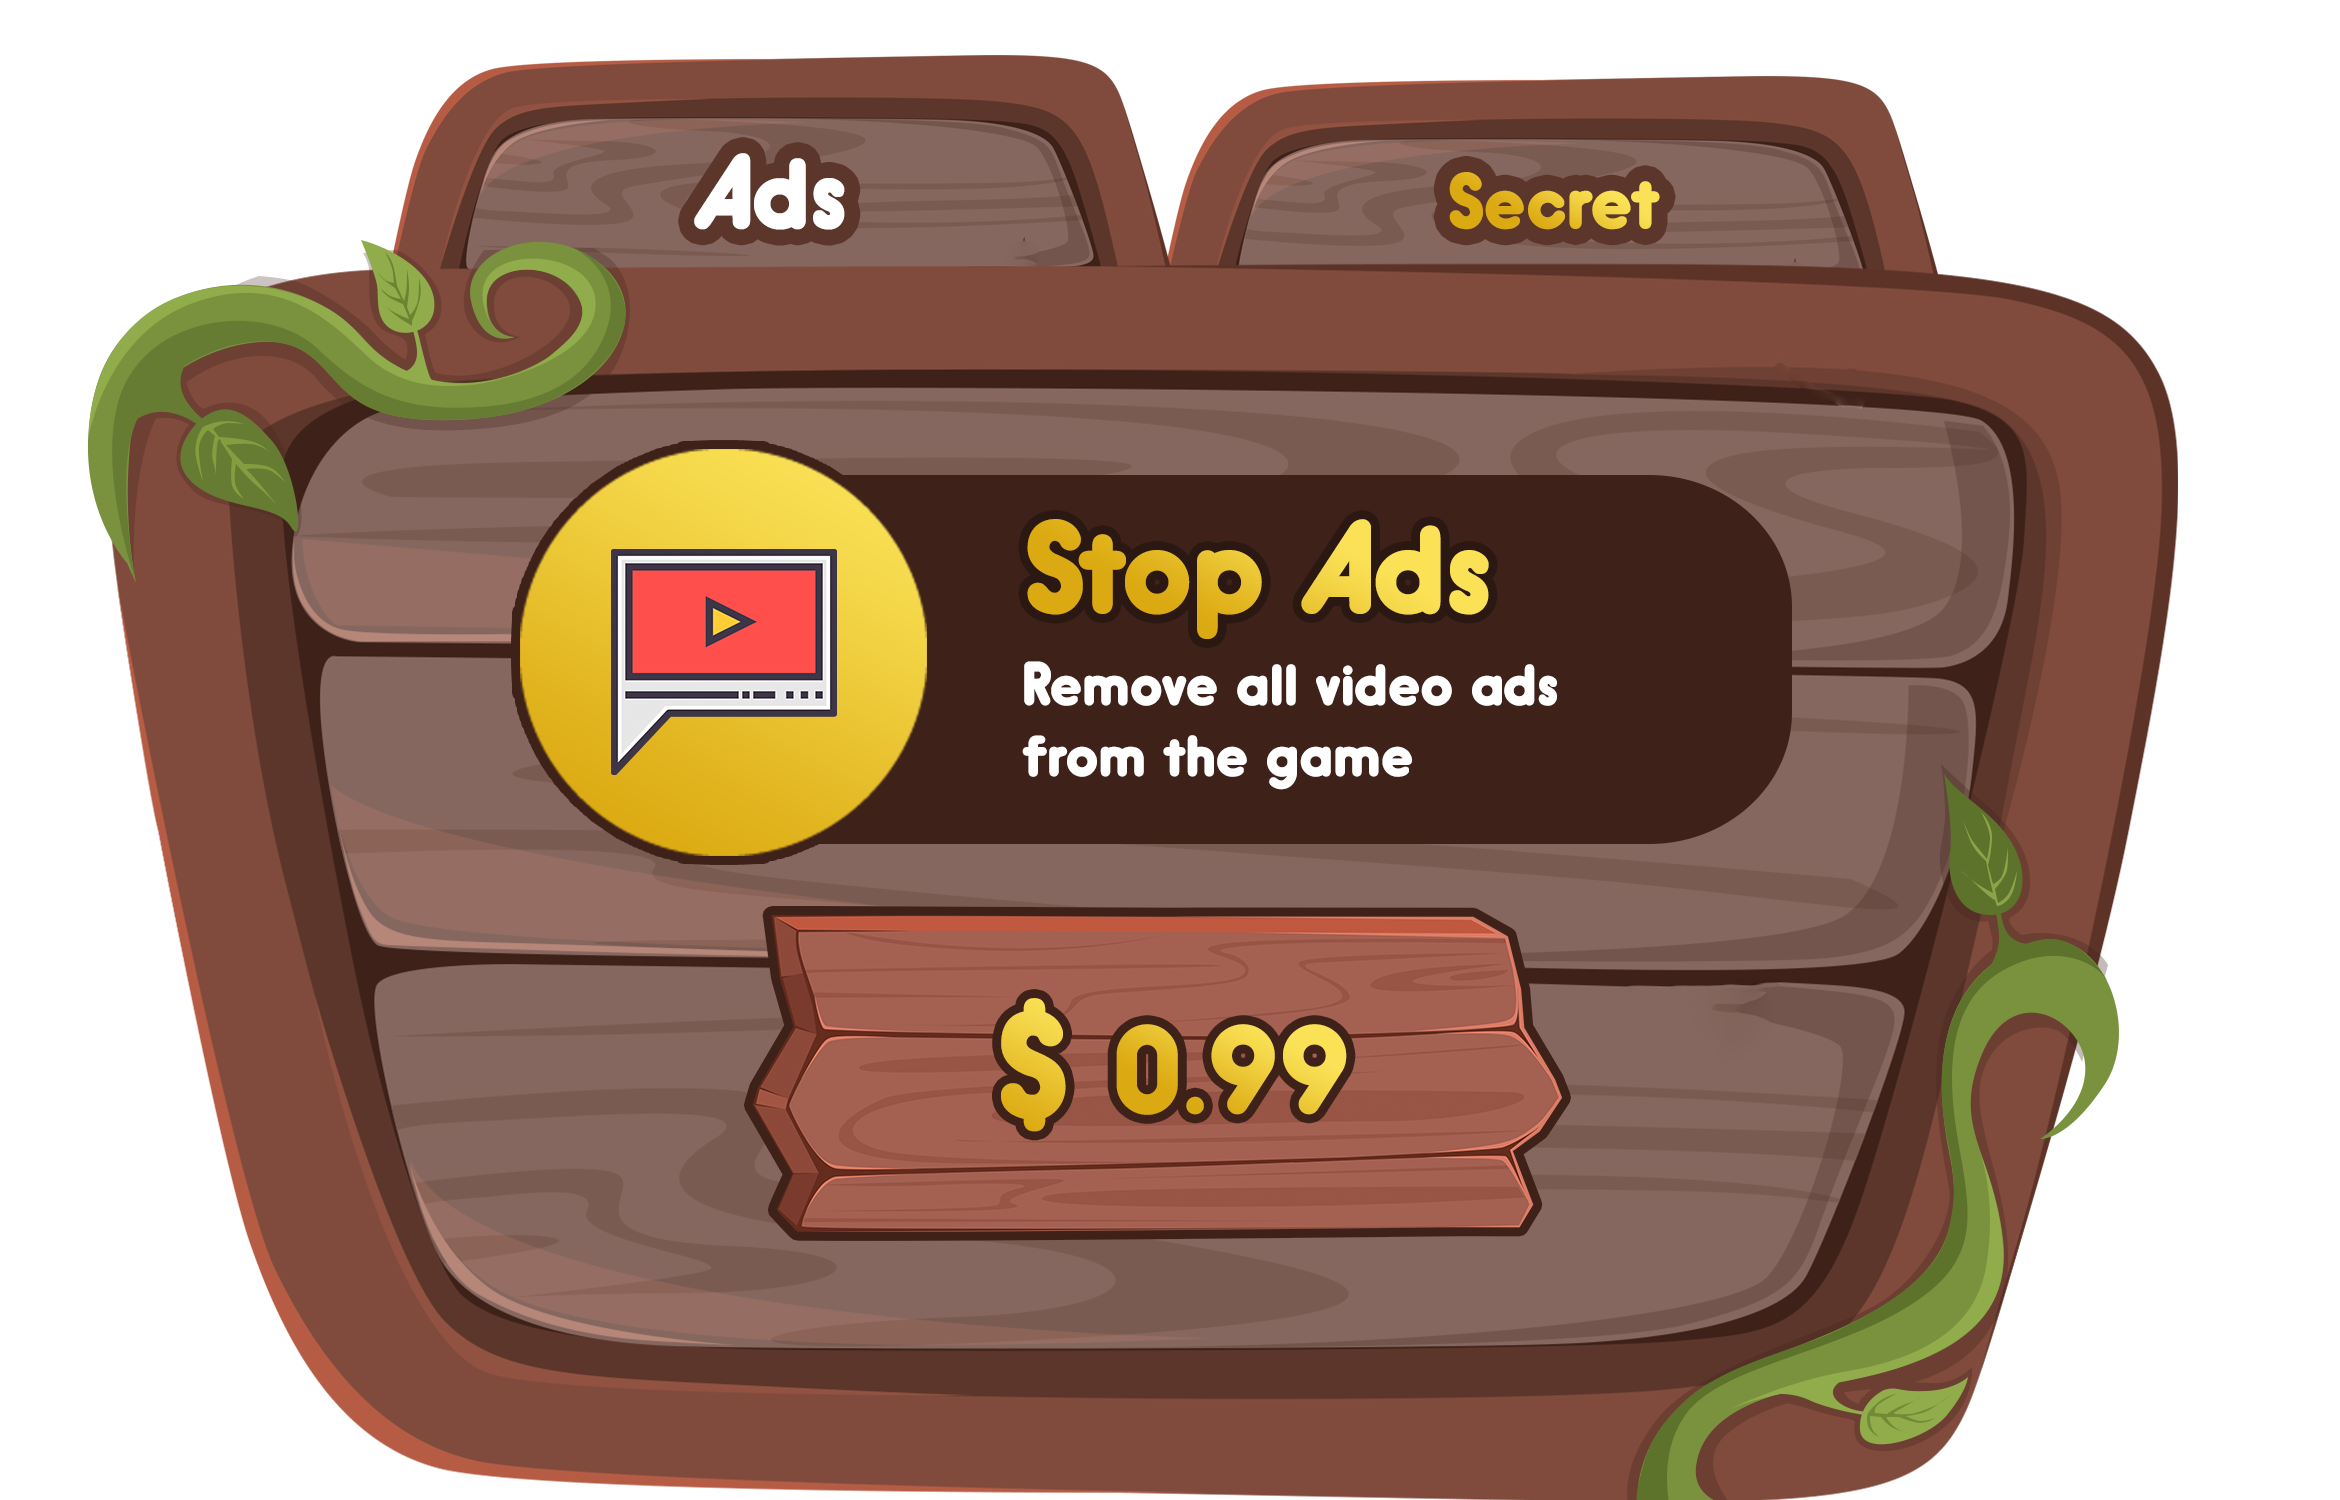 Ads
Secret
Stop Ads
Remove all video ads
from the game
$ 0.99